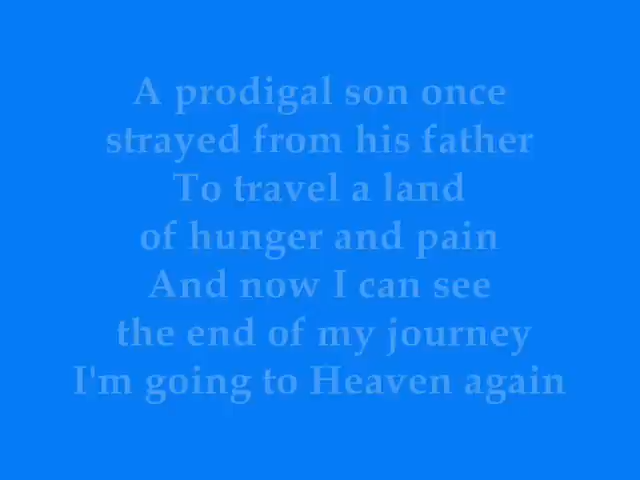 A prodigal son once
strayed from his father
To travel a land
of hunger and pain
And now I can see
the end of my journey
I'm going to Heaven again